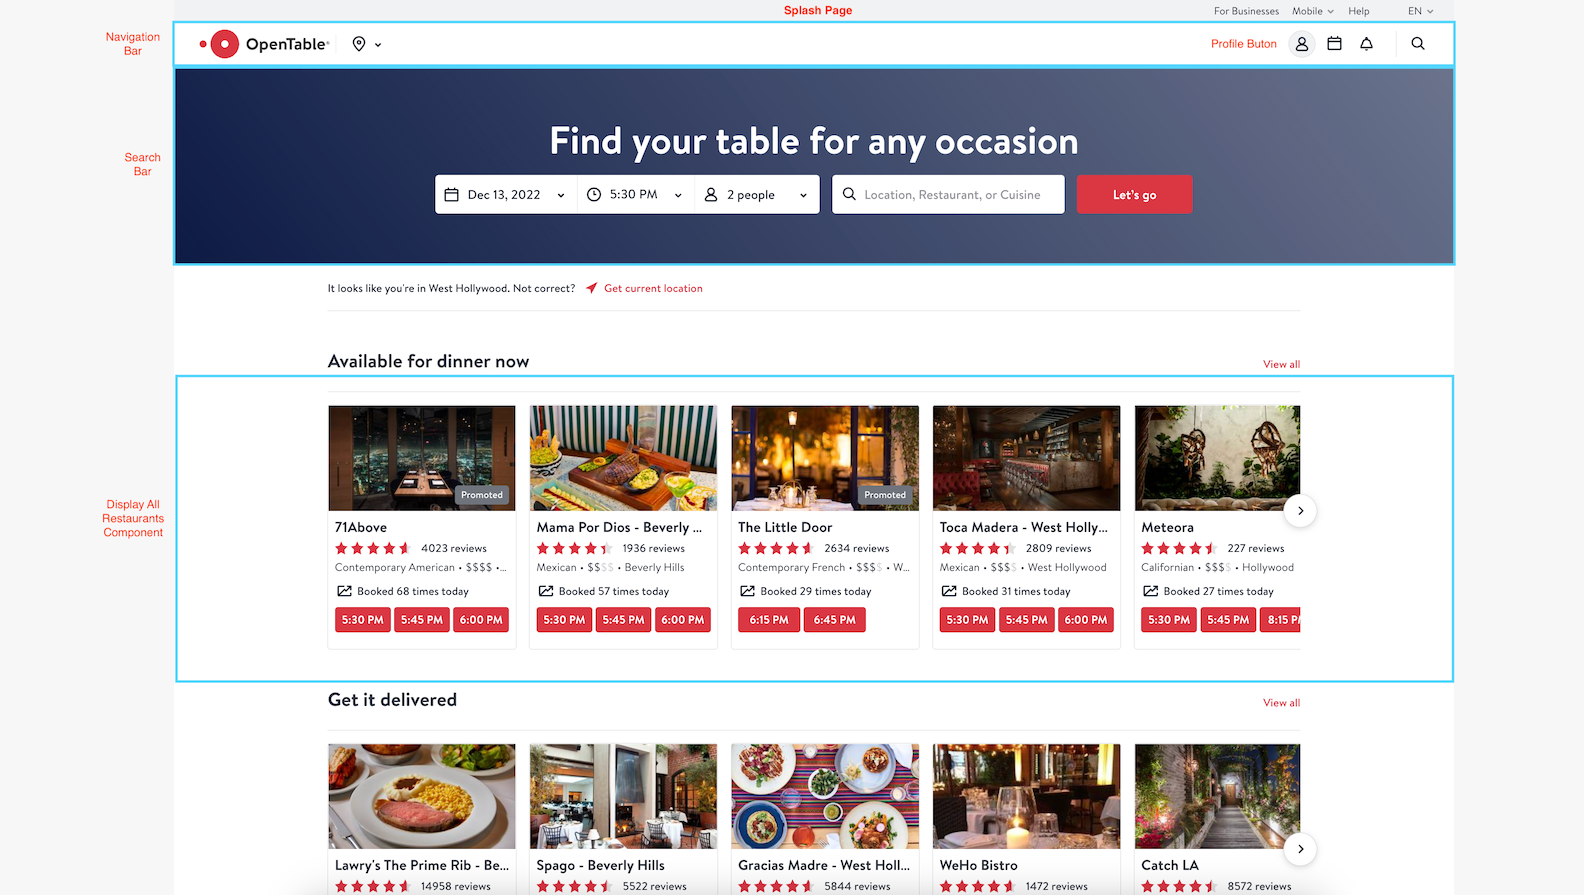 Splash Page
For Businesses Mobile Help EN
Navigation
Bar
OpenTable®
Profile Buton
Search
Bar
Find your table for any occasion
Dec 13, 2022 5:30 PM 2 people Location, Restaurant, or Cuisine Let's go
It looks like you're in West Hollywood. Not correct? Get current location
Available for dinner now
View all
Display All
Restaurants
Component
Promoted
Promoted
71Above
4023 reviews
Contemporary American • $$$$ •...
Booked 68 times today
5:30 PM 5:45 PM 6:00 PM
Mama Por Dios - Beverly ...
1936 reviews
Mexican • $$$$ • Beverly Hills
Booked 57 times today
5:30 PM 5:45 PM 6:00 PM
The Little Door
2634 reviews
Contemporary French • $$$$ • W...
Booked 29 times today
6:15 PM 6:45 PM
Toca Madera - West Holly...
2809 reviews
Mexican • $$$$ • West Hollywood
Booked 31 times today
5:30 PM 5:45 PM 6:00 PM
Meteora
227 reviews
Californian • $$$$ • Hollywood
Booked 27 times today
5:30 PM 5:45 PM 8:15 PM
Get it delivered
View all
Lawry's The Prime Rib - Be...
14958 reviews
Spago - Beverly Hills
5522 reviews
Gracias Madre - West Holl...
5844 reviews
WeHo Bistro
1472 reviews
Catch LA
8572 reviews